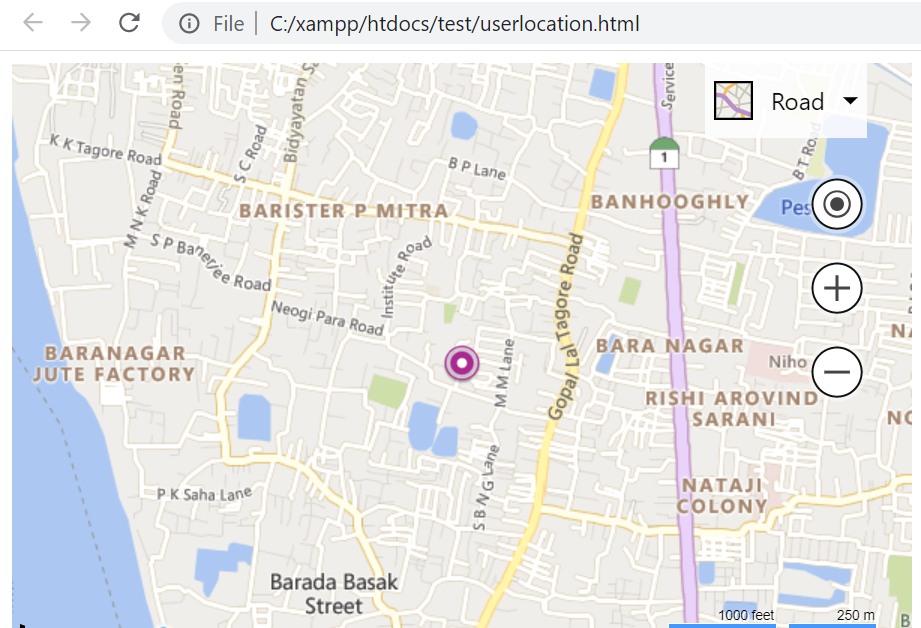 File
C:/xampp/htdocs/test/userlocation.html
Road
Service
1
en Road
Bidyayatan Sa
K K Tagore Road
S C Road
B P Lane
B T Road
M N K Road
BARISTER P MITRA
BANHOOGHLY
Pes
S P Banerjee Road
Institute Road
Gopal Lal Tagore Road
Neogi Para Road
BARANAGAR
JUTE FACTORY
M M Lane
BARA NAGAR
Niho
NA
RISHI AROVIND
SARANI
NO
S B N G Lane
P K Saha Lane
NATAJI
COLONY
Barada Basak
Street
1000 feet
250 m